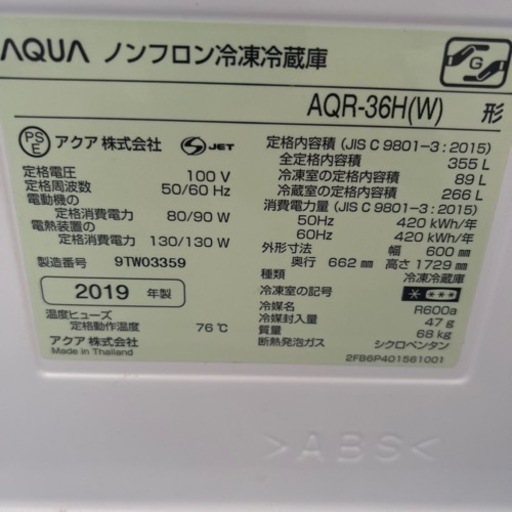 AQUA ノンフロン冷凍冷蔵庫
G
AQR-36H(W) 形
PS E アクア株式会社 S JET
定格電圧 100 V
定格周波数 50/60 Hz
電動機の
定格消費電力 80/90 W
電熱装置の
定格消費電力 130/130 W
製造番号 9TW03359
2019 年製
温度ヒューズ
定格動作温度 76℃
アクア株式会社
Made in Thailand
定格内容積 (JIS C 9801-3 : 2015)
全定格内容積 355 L
冷凍室の定格内容積 89 L
冷蔵室の定格内容積 266 L
消費電力量 (JIS C 9801-3 : 2015)
50Hz 420 kWh/年
60Hz 420 kWh/年
外形寸法 幅 600 mm
奥行 662 mm 高さ 1729 mm
種類 冷凍冷蔵庫
冷凍室の記号 * ***
冷媒名 R600a
冷媒封入量 47 g
質量 68 kg
断熱発泡ガス シクロペンタン
2FB6P401561001
>ABS<